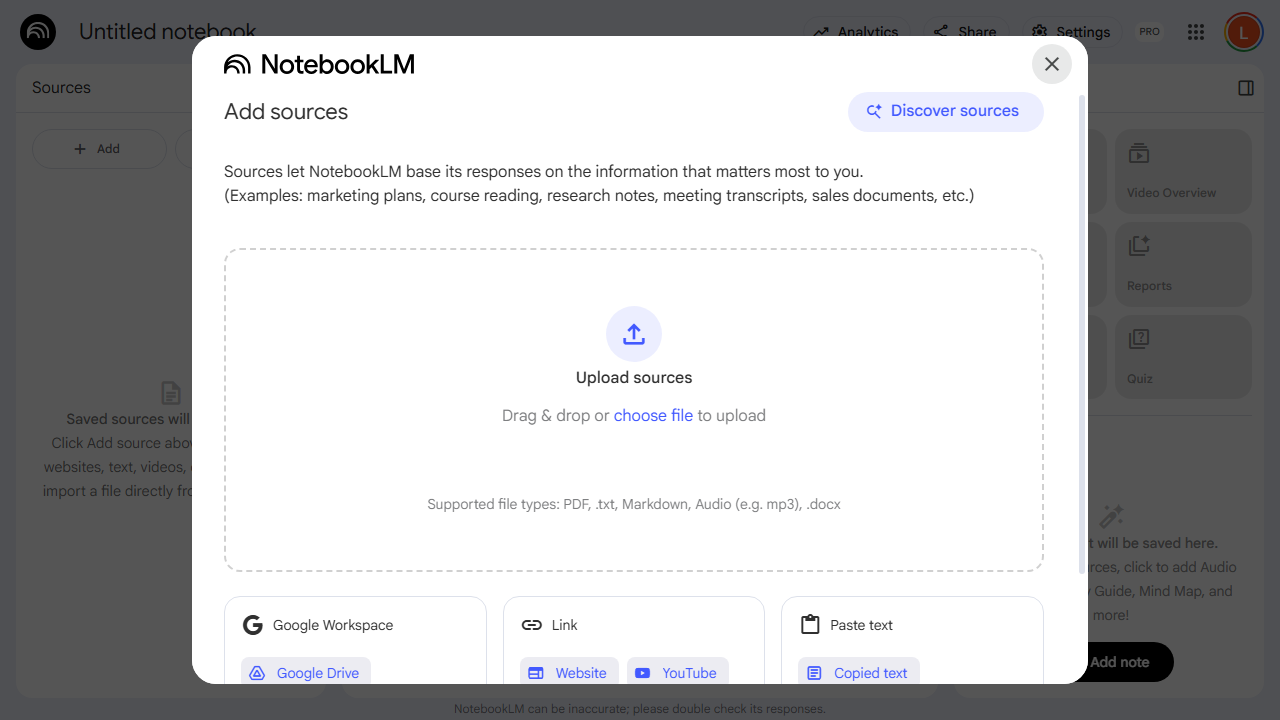 Untitled notebook
Analytics
Share
Settings
PRO
L
Sources
Add
Saved sources will
Click Add source abov
websites, text, videos,
import a file directly fro
NotebookLM
Add sources
Discover sources
Sources let NotebookLM base its responses on the information that matters most to you.
(Examples: marketing plans, course reading, research notes, meeting transcripts, sales documents, etc.)
Upload sources
Drag & drop or choose file to upload
Supported file types: PDF, .txt, Markdown, Audio (e.g. mp3), .docx
Google Workspace
Google Drive
Link
Website
YouTube
Paste text
Copied text
Video Overview
Reports
Quiz
t will be saved here.
urces, click to add Audio
y Guide, Mind Map, and
more!
Add note
NotebookLM can be inaccurate; please double check its responses.